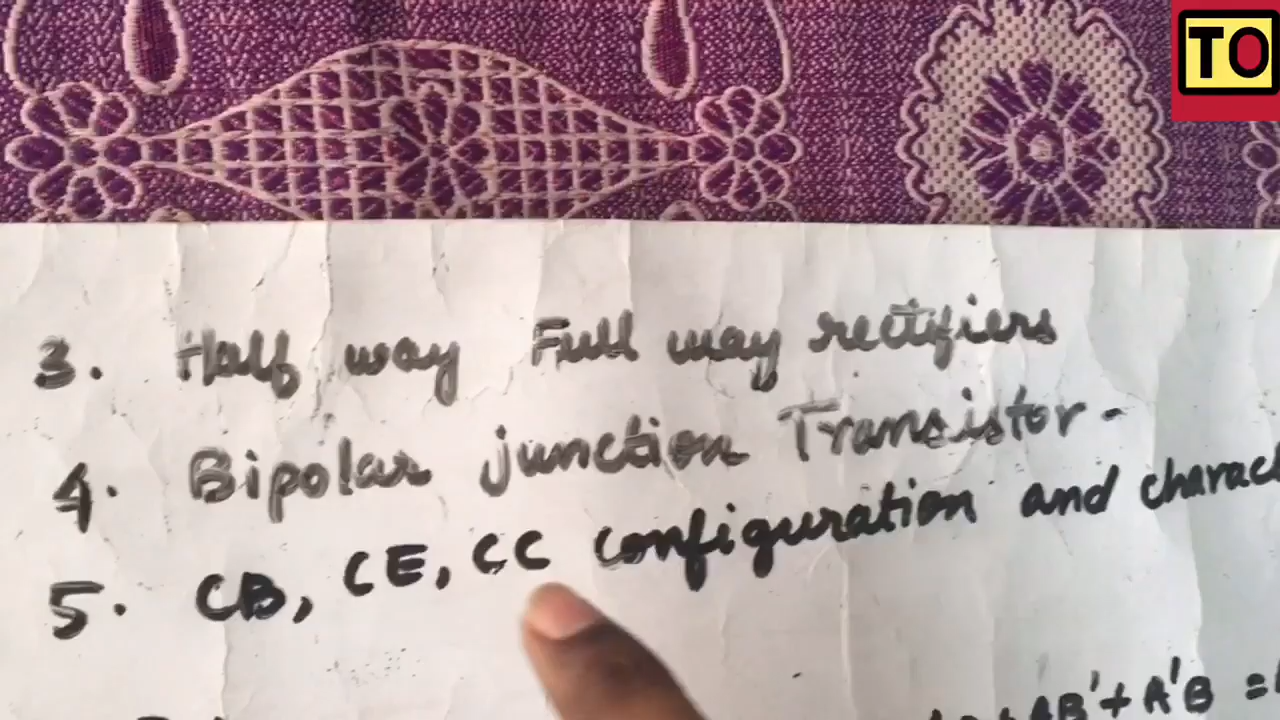 TO
3. Half way Full way rectifiers
4. Bipolar junction Transistor-
5. CB, CE, CC configuration and charac
AB'+A'B =